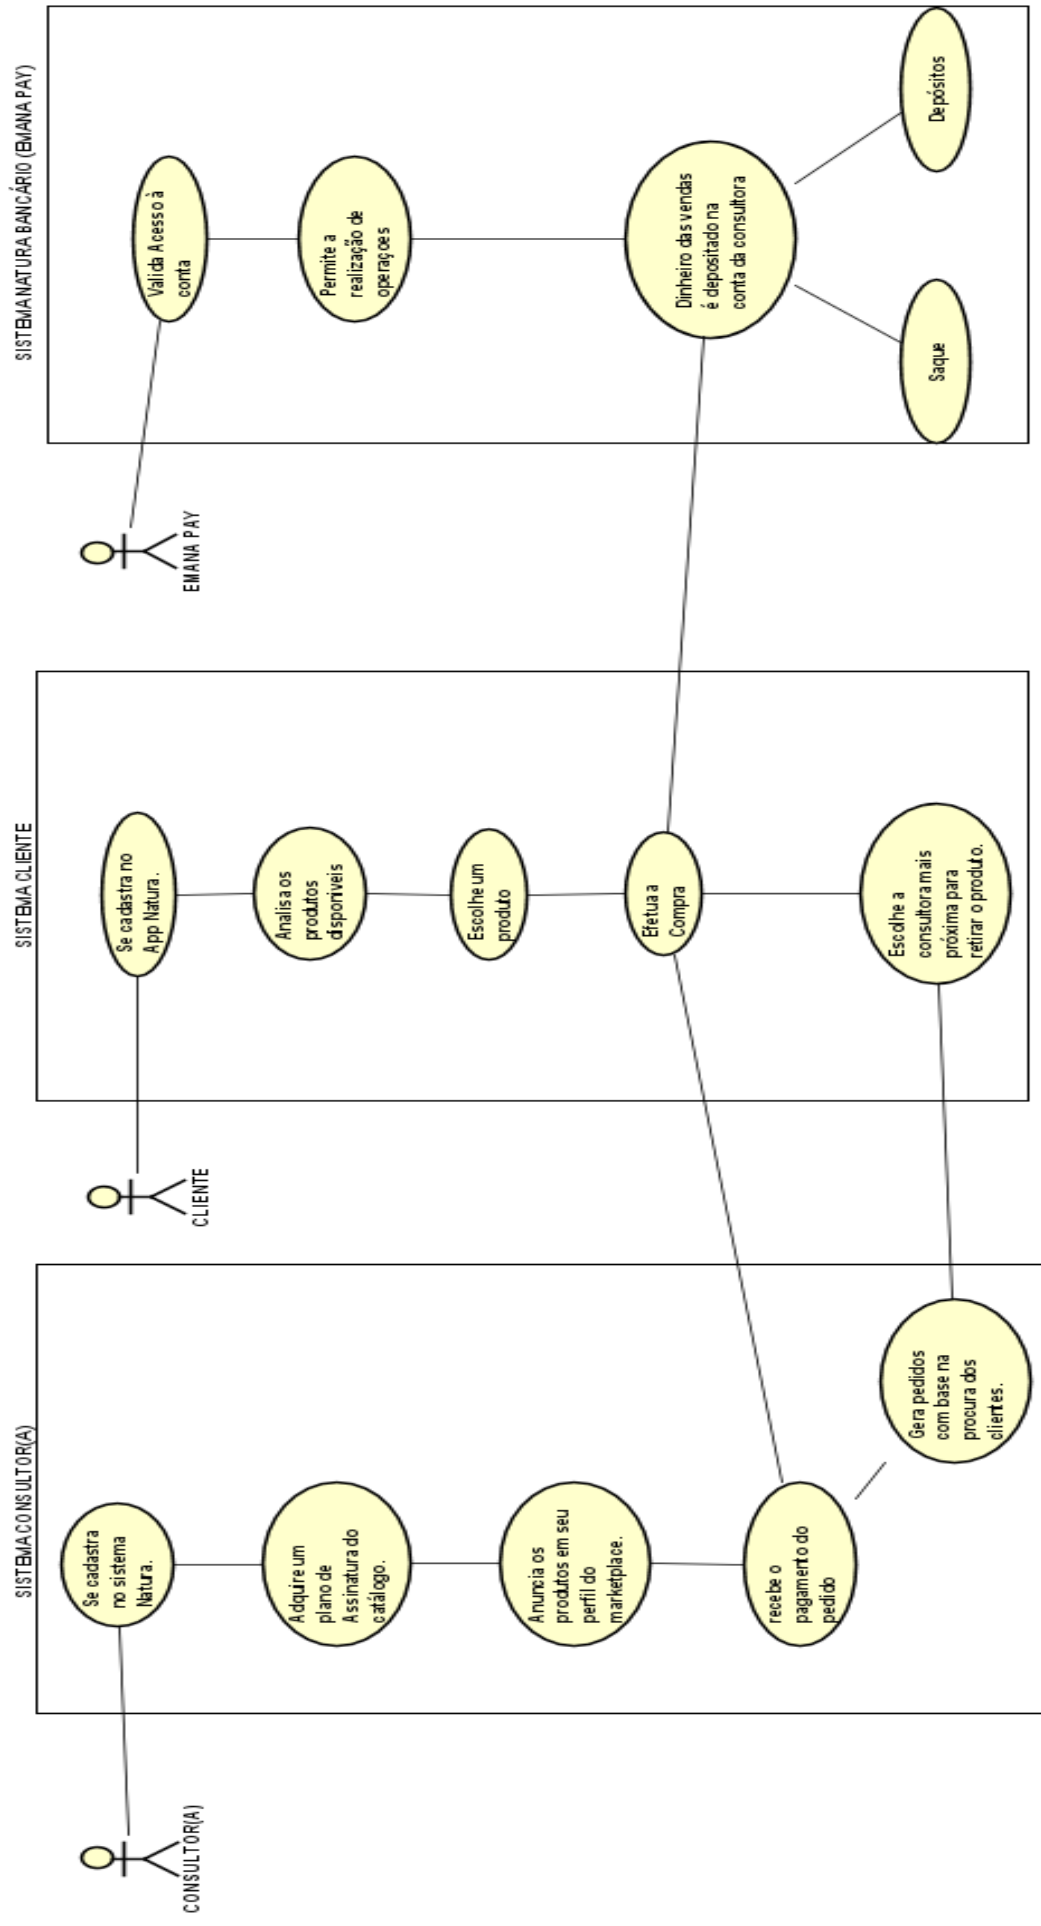 SISTEMA CONSULTOR(A)
CONSULTOR(A)
Se cadastra
no sistema
Natura.
Adquire um
plano de
Assinatura do
catálogo.
Anuncia os
produtos em seu
perfil do
marketplace.
recebe o
pagamento do
pedido
Gera pedidos
com base na
procura dos
clientes.
SISTEMA CLIENTE
CLIENTE
Se cadastra no
App Natura.
Analisa os
produtos
disponíveis
Escolhe um
produto
Efetua a
Compra
Escolhe a
consultora mais
próxima para
retirar o produto.
SISTEMA NATURA BANCÁRIO (EMANA PAY)
EMANA PAY
Valida Acesso à
conta
Permite a
realização de
operações
Dinheiro das vendas
é depositado na
conta da consultora
Saque
Depósitos